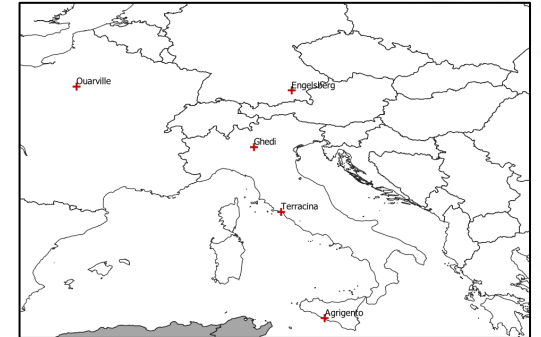 Ouarville
Engelsberg
Ghedi
Terracina
Agrigento